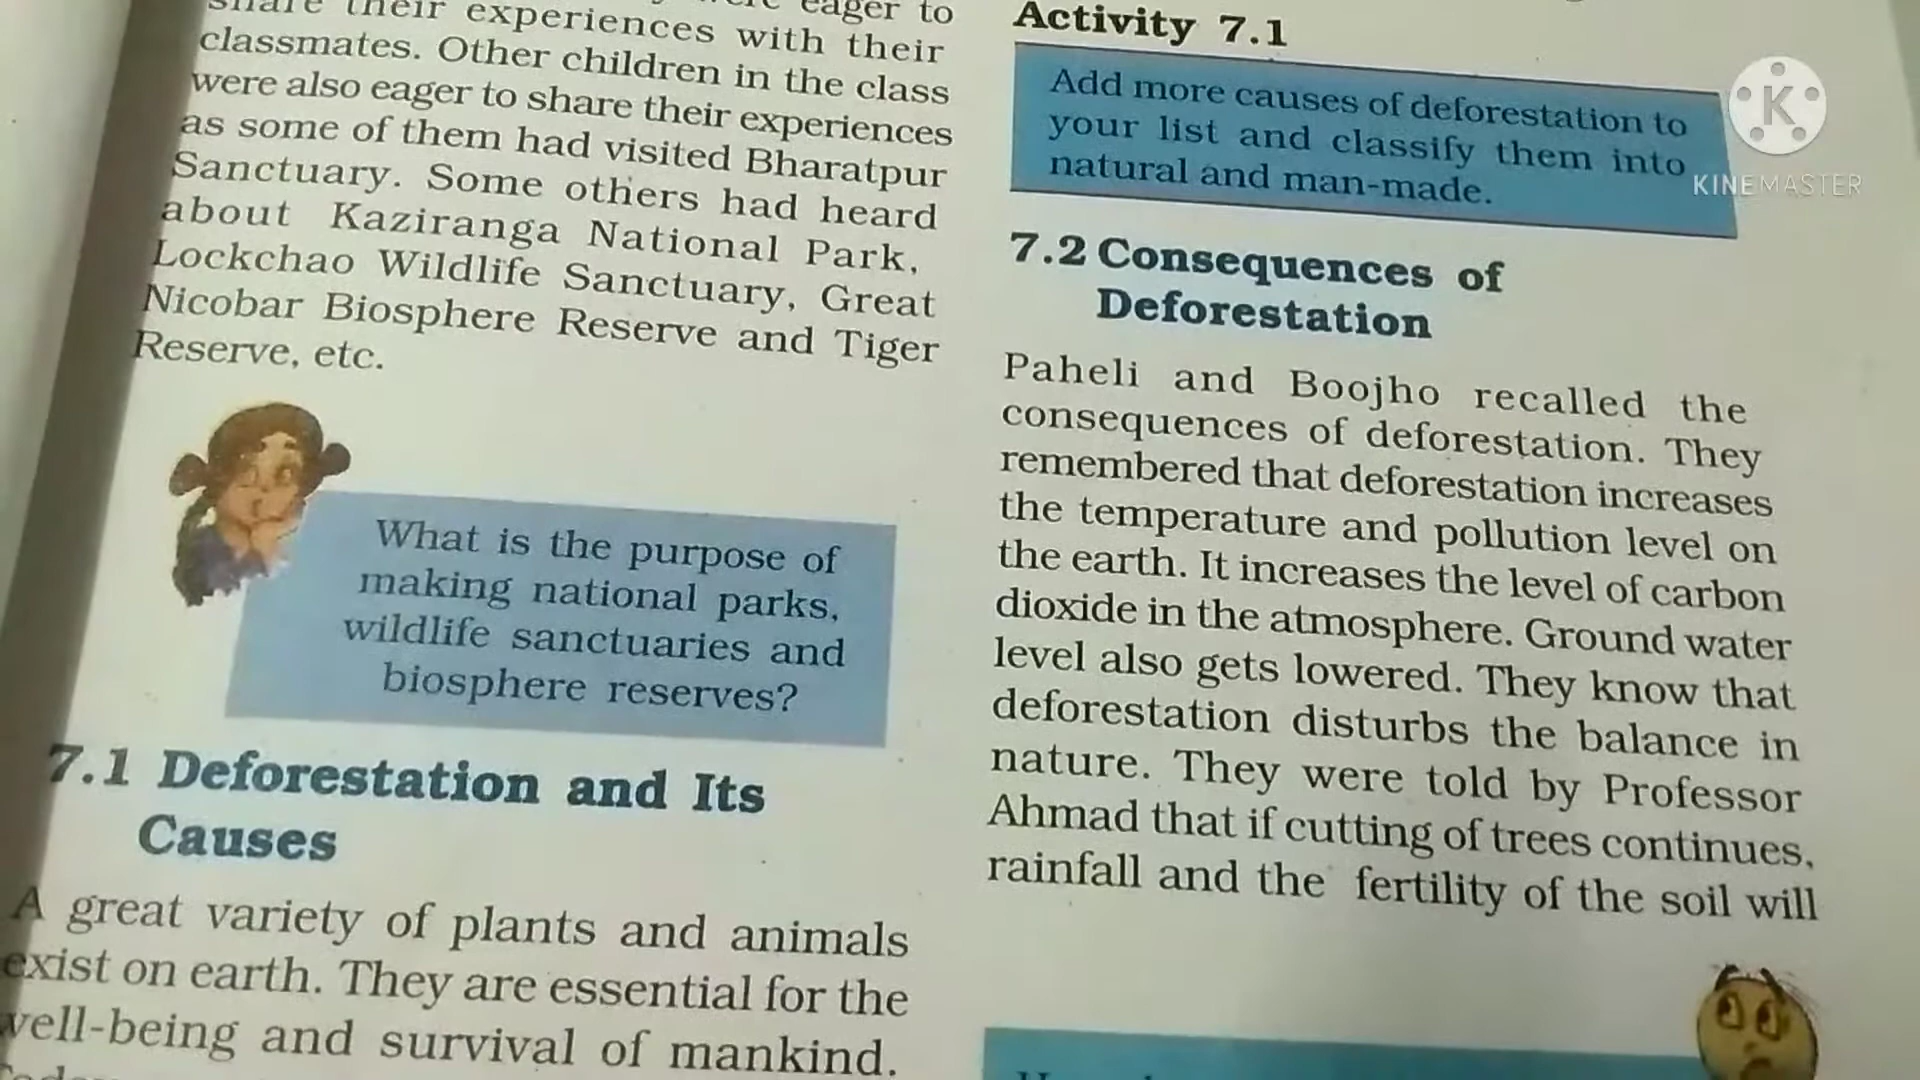 share their experiences with their
classmates. Other children in the class
were also eager to share their experiences
as some of them had visited Bharatpur
Sanctuary. Some others had heard
about Kaziranga National Park,
Lockchao Wildlife Sanctuary, Great
Nicobar Biosphere Reserve and Tiger
Reserve, etc.
What is the purpose of
making national parks,
wildlife sanctuaries and
biosphere reserves?
7.1 Deforestation and Its
Causes
A great variety of plants and animals
exist on earth. They are essential for the
well-being and survival of mankind.
Activity 7.1
Add more causes of deforestation to
your list and classify them into
natural and man-made.
7.2 Consequences of
Deforestation
Paheli and Boojho recalled the
consequences of deforestation. They
remembered that deforestation increases
the temperature and pollution level on
the earth. It increases the level of carbon
dioxide in the atmosphere. Ground water
level also gets lowered. They know that
deforestation disturbs the balance in
nature. They were told by Professor
Ahmad that if cutting of trees continues,
rainfall and the fertility of the soil will
K
KINEMASTER